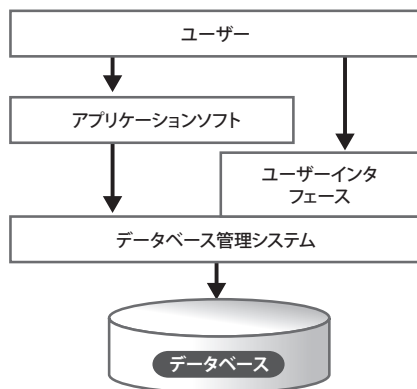 ユーザー
アプリケーションソフト
ユーザーインタ
フェース
データベース管理システム
データベース